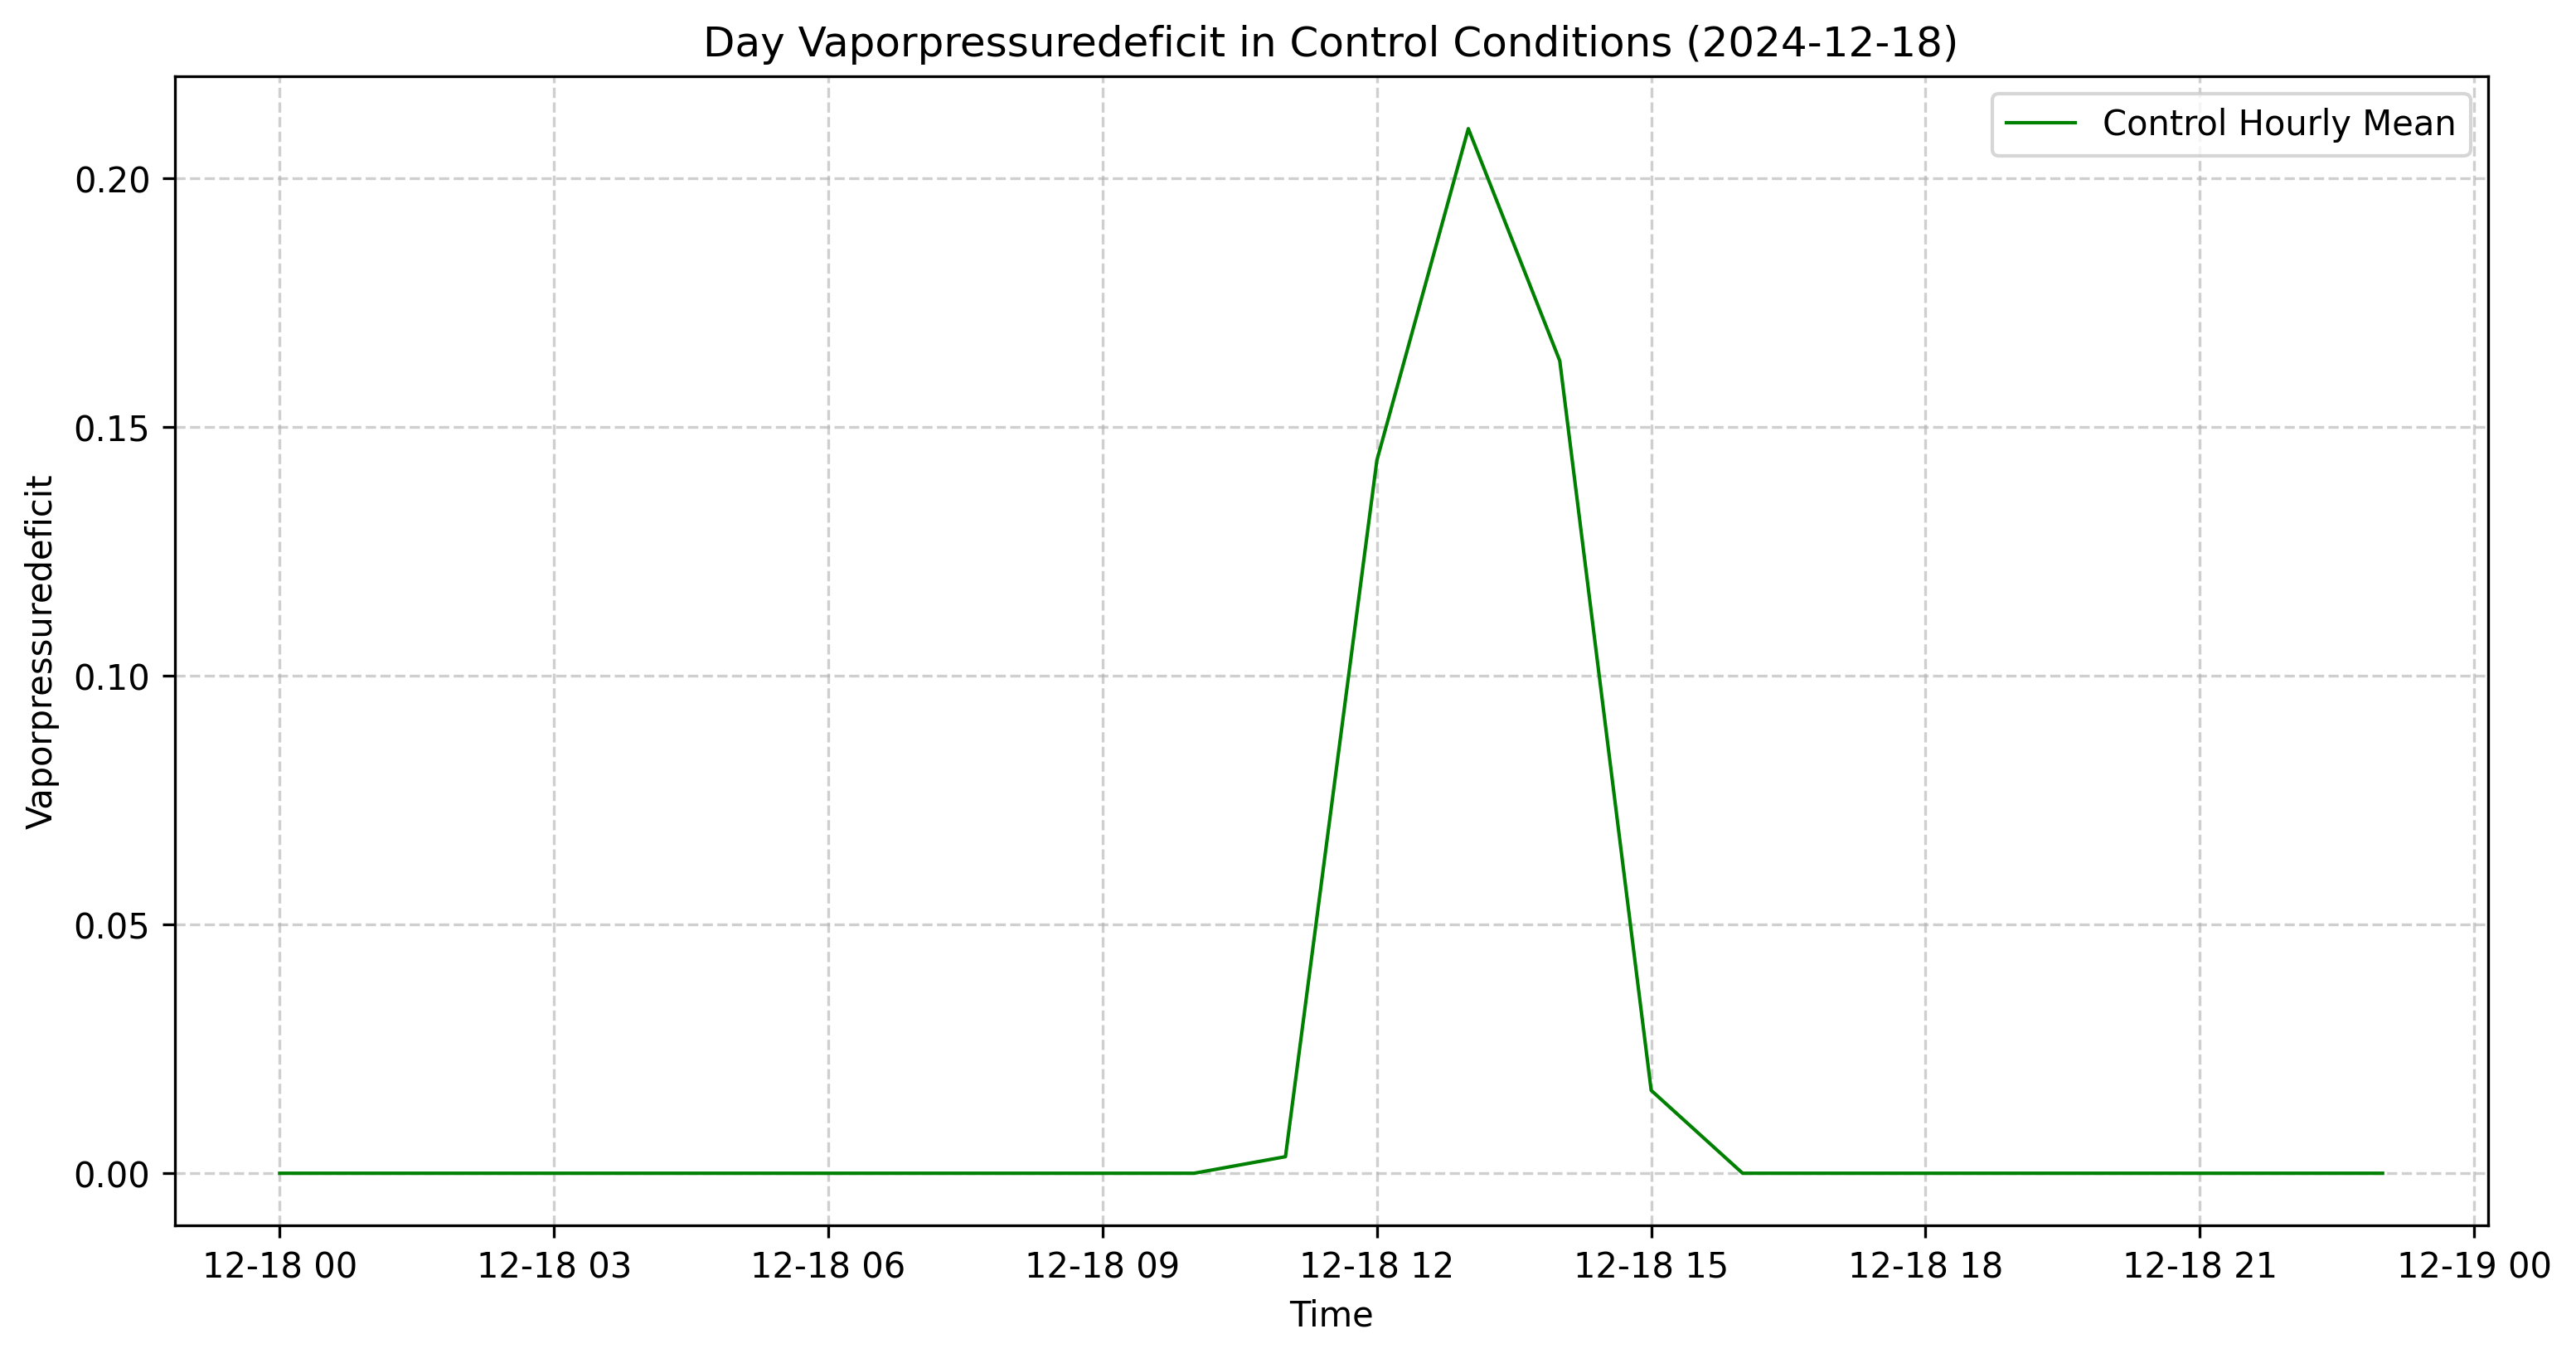 Day Vaporpressuredeficit in Control Conditions (2024-12-18)
Control Hourly Mean
Vaporpressuredeficit
0.20
0.15
0.10
0.05
0.00
12-18 00 12-18 03 12-18 06 12-18 09 12-18 12 12-18 15 12-18 18 12-18 21 12-19 00
Time